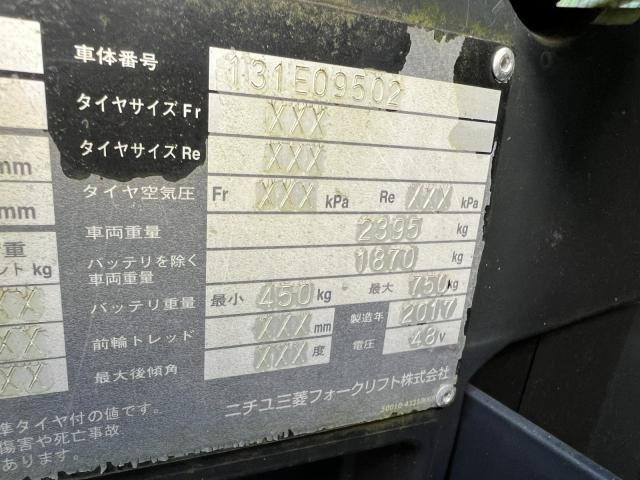 車体番号 131E09502
タイヤサイズ Fr XXX
タイヤサイズ Re XXX
タイヤ空気圧 Fr XXX kPa Re XXX kPa
車両重量 2395 kg
バッテリを除く車両重量 1870 kg
バッテリ重量 最小 450 kg 最大 750 kg
前輪トレッド XXX mm 製造年 2017
最大後傾角 XXX 度 電圧 48 V
ニチユ三菱フォークリフト株式会社
mm
mm
重
ント kg
XX
XX
XX
準タイヤ付の値です。
傷害や死亡事故
あります。